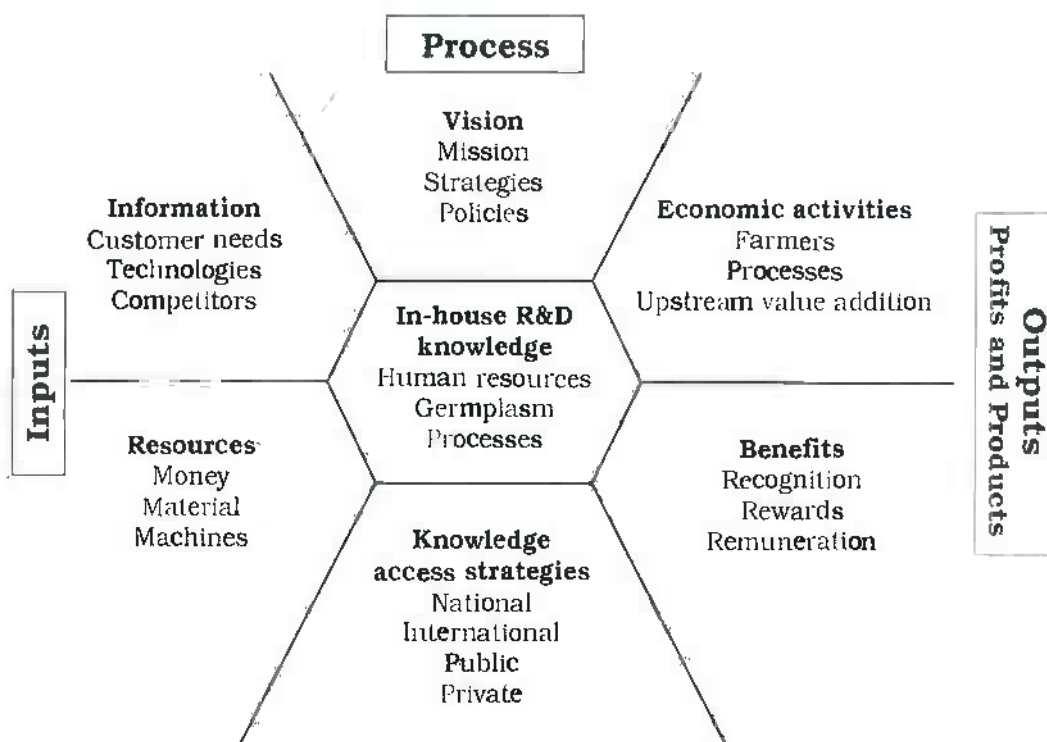 Process
Vision
Mission
Strategies
Policies
Information
Customer needs
Technologies
Competitors
Economic activities
Farmers
Processes
Upstream value addition
In-house R&D
knowledge
Human resources
Germplasm
Processes
Inputs
Outputs
Profits and Products
Resources
Money
Material
Machines
Benefits
Recognition
Rewards
Remuneration
Knowledge
access strategies
National
International
Public
Private